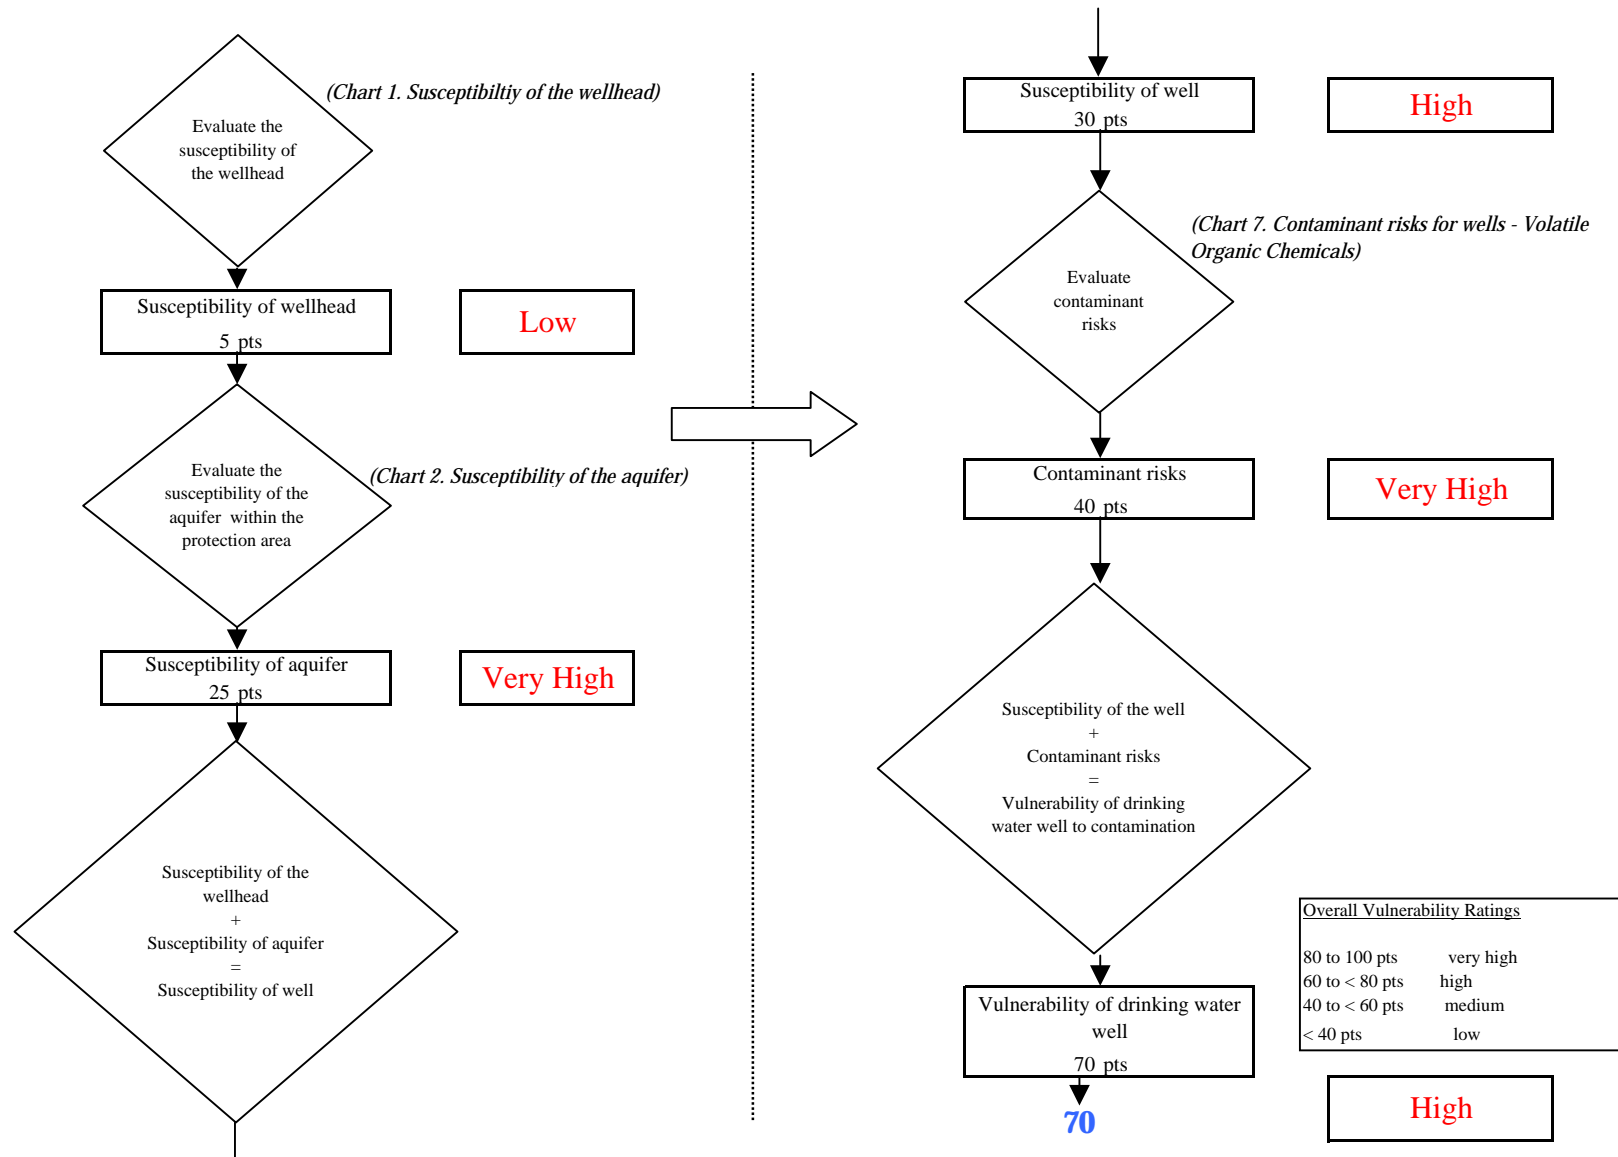 (Chart 1. Susceptibiltiy of the wellhead)
Evaluate the
susceptibility of
the wellhead
Susceptibility of wellhead
5 pts
Low
Evaluate the
susceptibility of the
aquifer within the
protection area
(Chart 2. Susceptibility of the aquifer)
Susceptibility of aquifer
25 pts
Very High
Susceptibility of the
wellhead
+
Susceptibility of aquifer
=
Susceptibility of well
Susceptibility of well
30 pts
High
(Chart 7. Contaminant risks for wells - Volatile
Organic Chemicals)
Evaluate
contaminant
risks
Contaminant risks
40 pts
Very High
Susceptibility of the well
+
Contaminant risks
=
Vulnerability of drinking
water well to contamination
Overall Vulnerability Ratings
80 to 100 pts very high
60 to < 80 pts high
40 to < 60 pts medium
< 40 pts low
Vulnerability of drinking water
well
70 pts
70
High